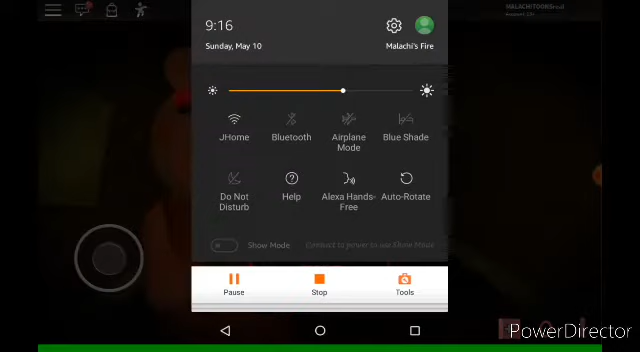 9:16
Sunday, May 10
Malachi's Fire
MALACHITOONSreal
JHome
Bluetooth
Airplane
Mode
Blue Shade
Do Not
Disturb
Help
Alexa Hands-
Free
Auto-Rotate
Show Mode
Connect to power to use Show Mode
Pause
Stop
Tools
PowerDirector